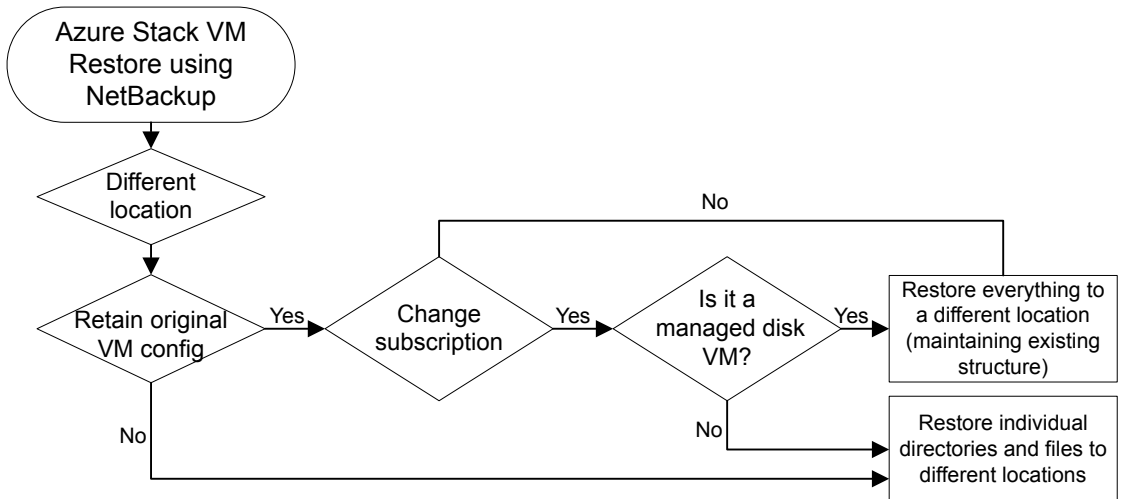 Azure Stack VM
Restore using
NetBackup
Different
location
No
Retain original
VM config
Yes
Change
subscription
Yes
Is it a
managed disk
VM?
Yes
Restore everything to
a different location
(maintaining existing
structure)
No
No
Restore individual
directories and files to
different locations